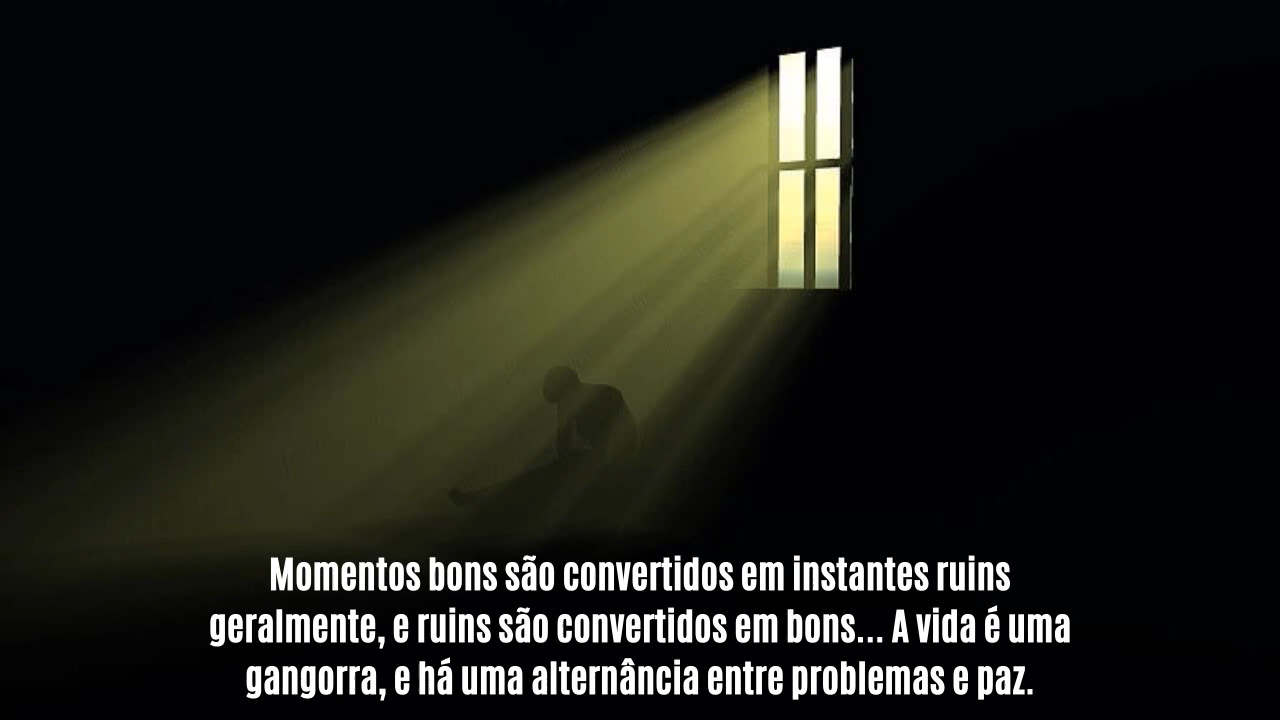 Momentos bons são convertidos em instantes ruins
geralmente, e ruins são convertidos em bons... A vida é uma
gangorra, e há uma alternância entre problemas e paz.